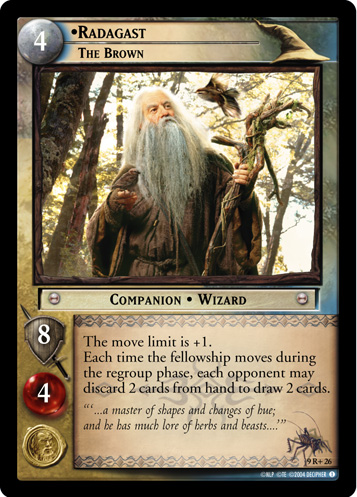 4
•Radagast
The Brown
Companion • Wizard
8
4
The move limit is +1.
Each time the fellowship moves during
the regroup phase, each opponent may
discard 2 cards from hand to draw 2 cards.
“‘...a master of shapes and changes of hue;
and he has much lore of herbs and beasts....’”
9 R+ 26
©NLP ™TE ©2004 DECIPHER